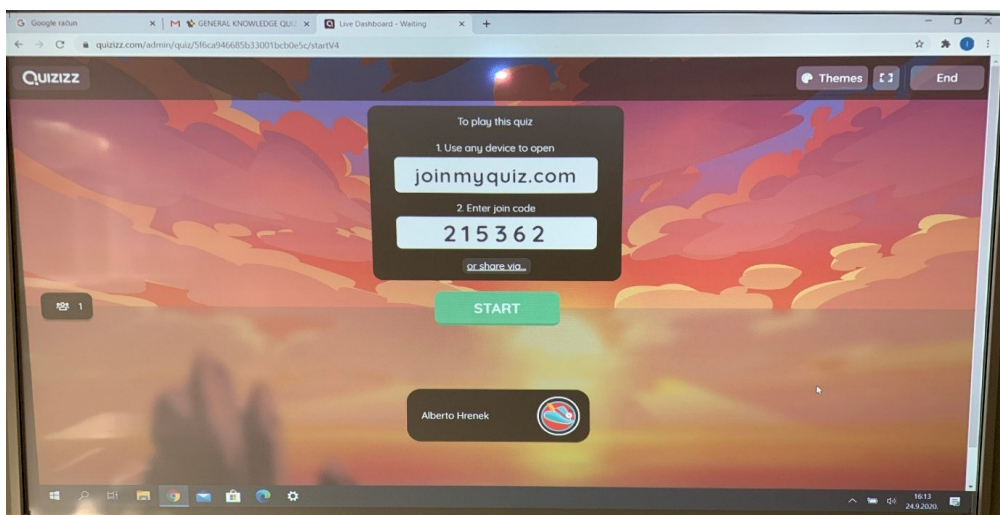 Google račun
GENERAL KNOWLEDGE QUIZ
Live Dashboard - Waiting
quizizz.com/admin/quiz/5f6ca946685b33001bcb0e5c/startV4
Quizizz
Themes
End
To play this quiz
1. Use any device to open
joinmyquiz.com
2. Enter join code
215362
or share via...
1
START
Alberto Hrenek
16:13
24.9.2020.